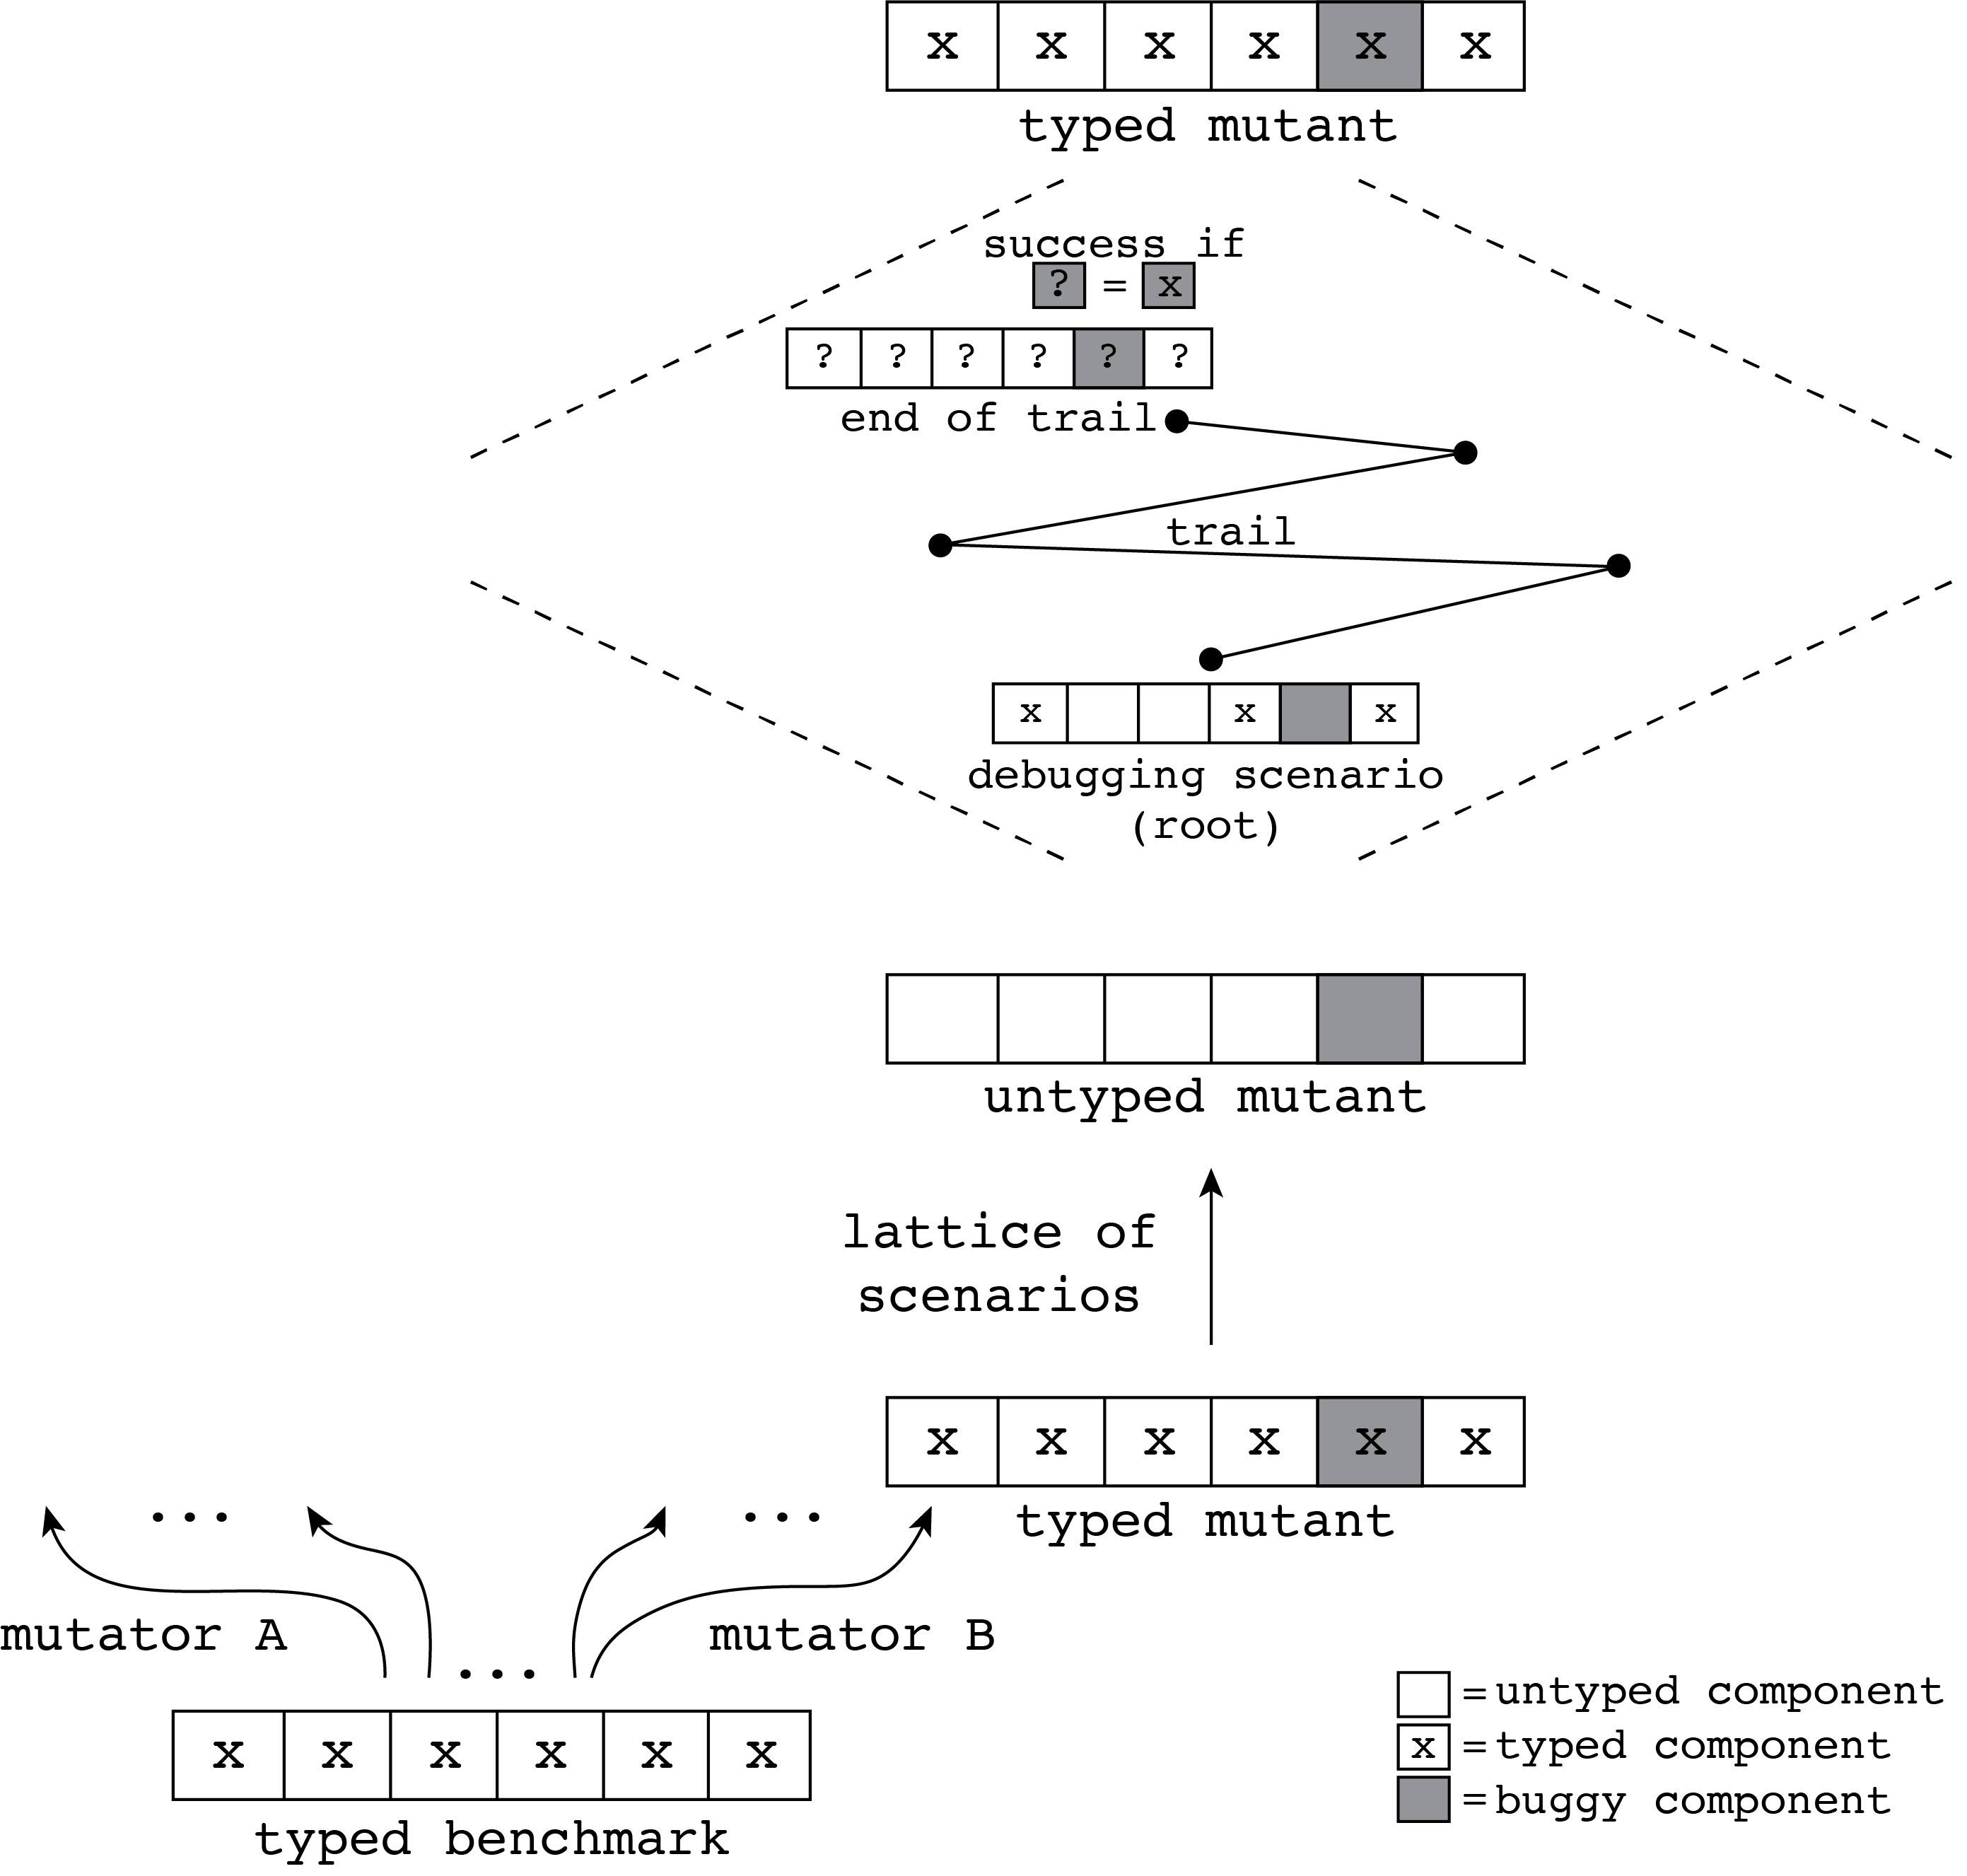 x x x x x x
typed mutant
success if
? = x
? ? ? ? ? ?
end of trail
trail
x x x
debugging scenario
(root)
untyped mutant
lattice of
scenarios
x x x x x x
typed mutant
... ...
mutator A mutator B
...
x x x x x x
typed benchmark
=untyped component
x =typed component
=buggy component